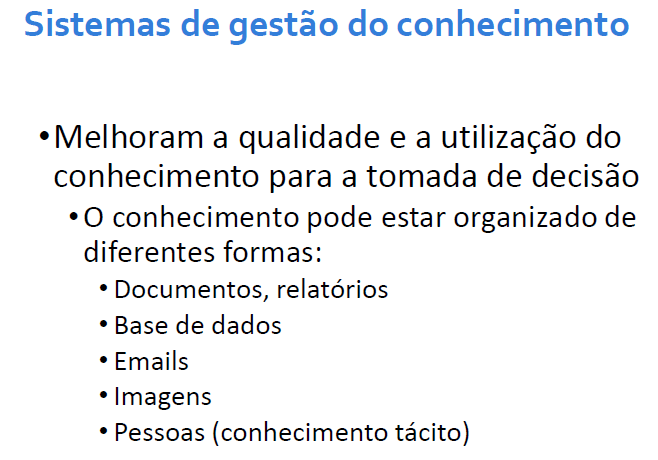 Sistemas de gestão do conhecimento
•Melhoram a qualidade e a utilização do
conhecimento para a tomada de decisão
•O conhecimento pode estar organizado de
diferentes formas:
•Documentos, relatórios
•Base de dados
•Emails
•Imagens
•Pessoas (conhecimento tácito)